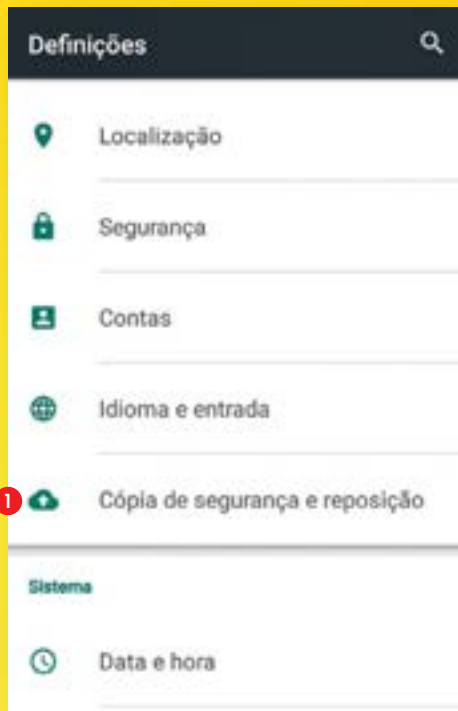 Definições
Localização
Segurança
Contas
Idioma e entrada
1 Cópia de segurança e reposição
Sistema
Data e hora